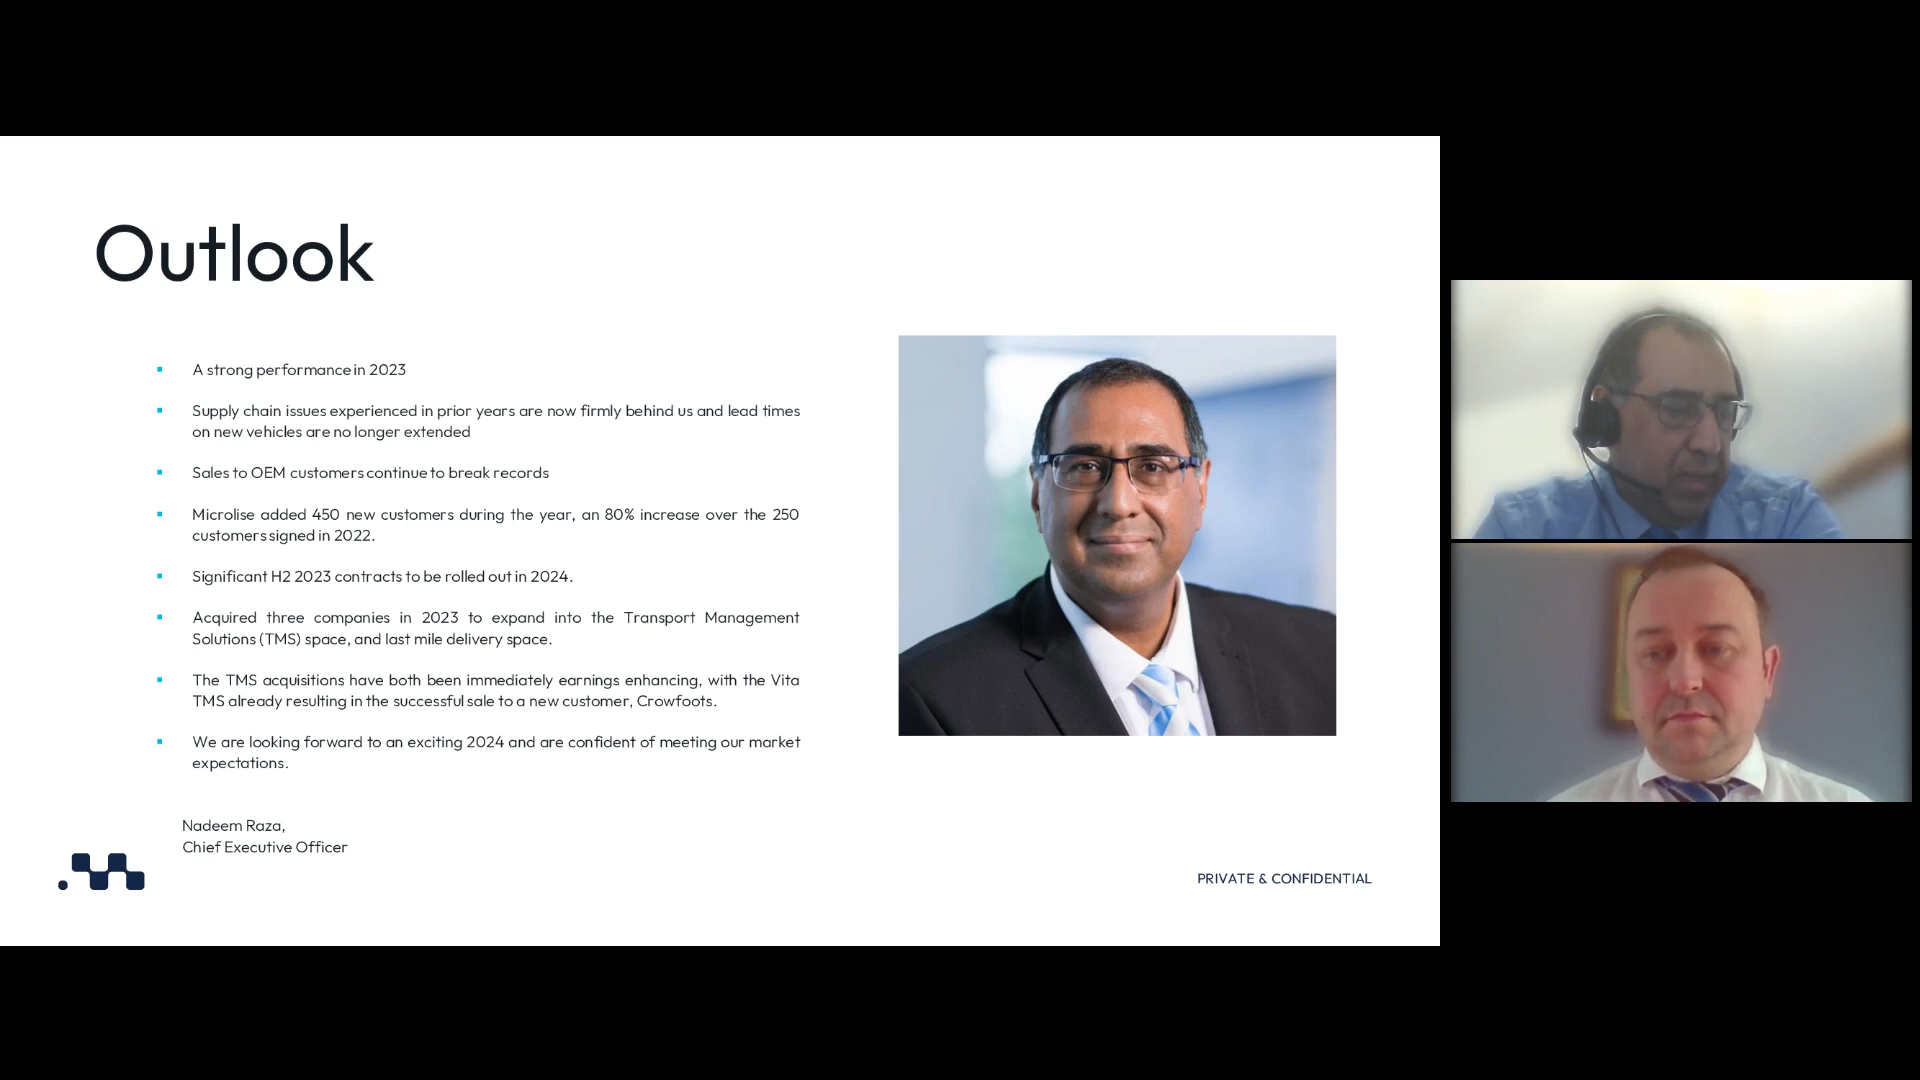 Outlook
A strong performance in 2023
Supply chain issues experienced in prior years are now firmly behind us and lead times
on new vehicles are no longer extended
Sales to OEM customers continue to break records
Microlise added 450 new customers during the year, an 80% increase over the 250
customers signed in 2022.
Significant H2 2023 contracts to be rolled out in 2024.
Acquired three companies in 2023 to expand into the Transport Management
Solutions (TMS) space, and last mile delivery space.
The TMS acquisitions have both been immediately earnings enhancing, with the Vita
TMS already resulting in the successful sale to a new customer, Crowfoots.
We are looking forward to an exciting 2024 and are confident of meeting our market
expectations.
Nadeem Raza,
Chief Executive Officer
PRIVATE & CONFIDENTIAL